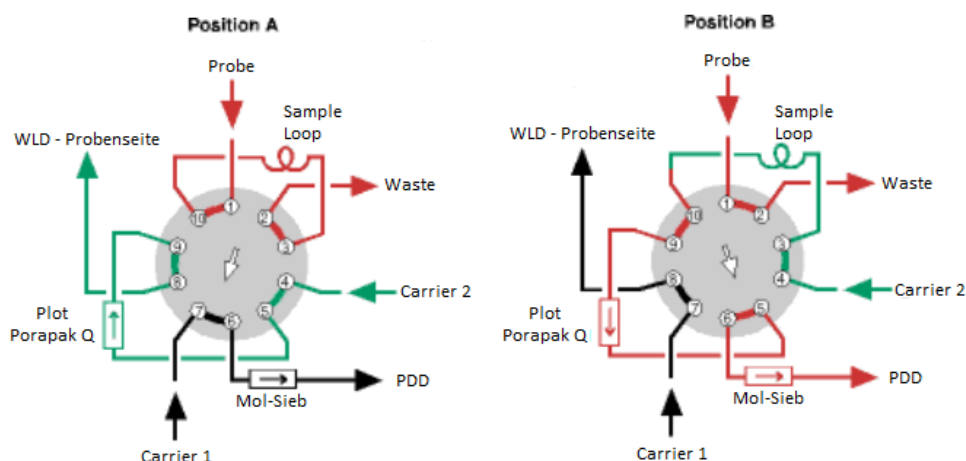 Position A
Probe
Sample
Loop
WLD - Probenseite
Waste
10
1
2
3
9
8
4
5
7
6
Carrier 2
Plot
Porapak Q
PDD
Mol-Sieb
Carrier 1
Position B
Probe
Sample
Loop
WLD - Probenseite
Waste
10
1
2
9
3
8
4
7
5
6
Carrier 2
Plot
Porapak Q
PDD
Mol-Sieb
Carrier 1